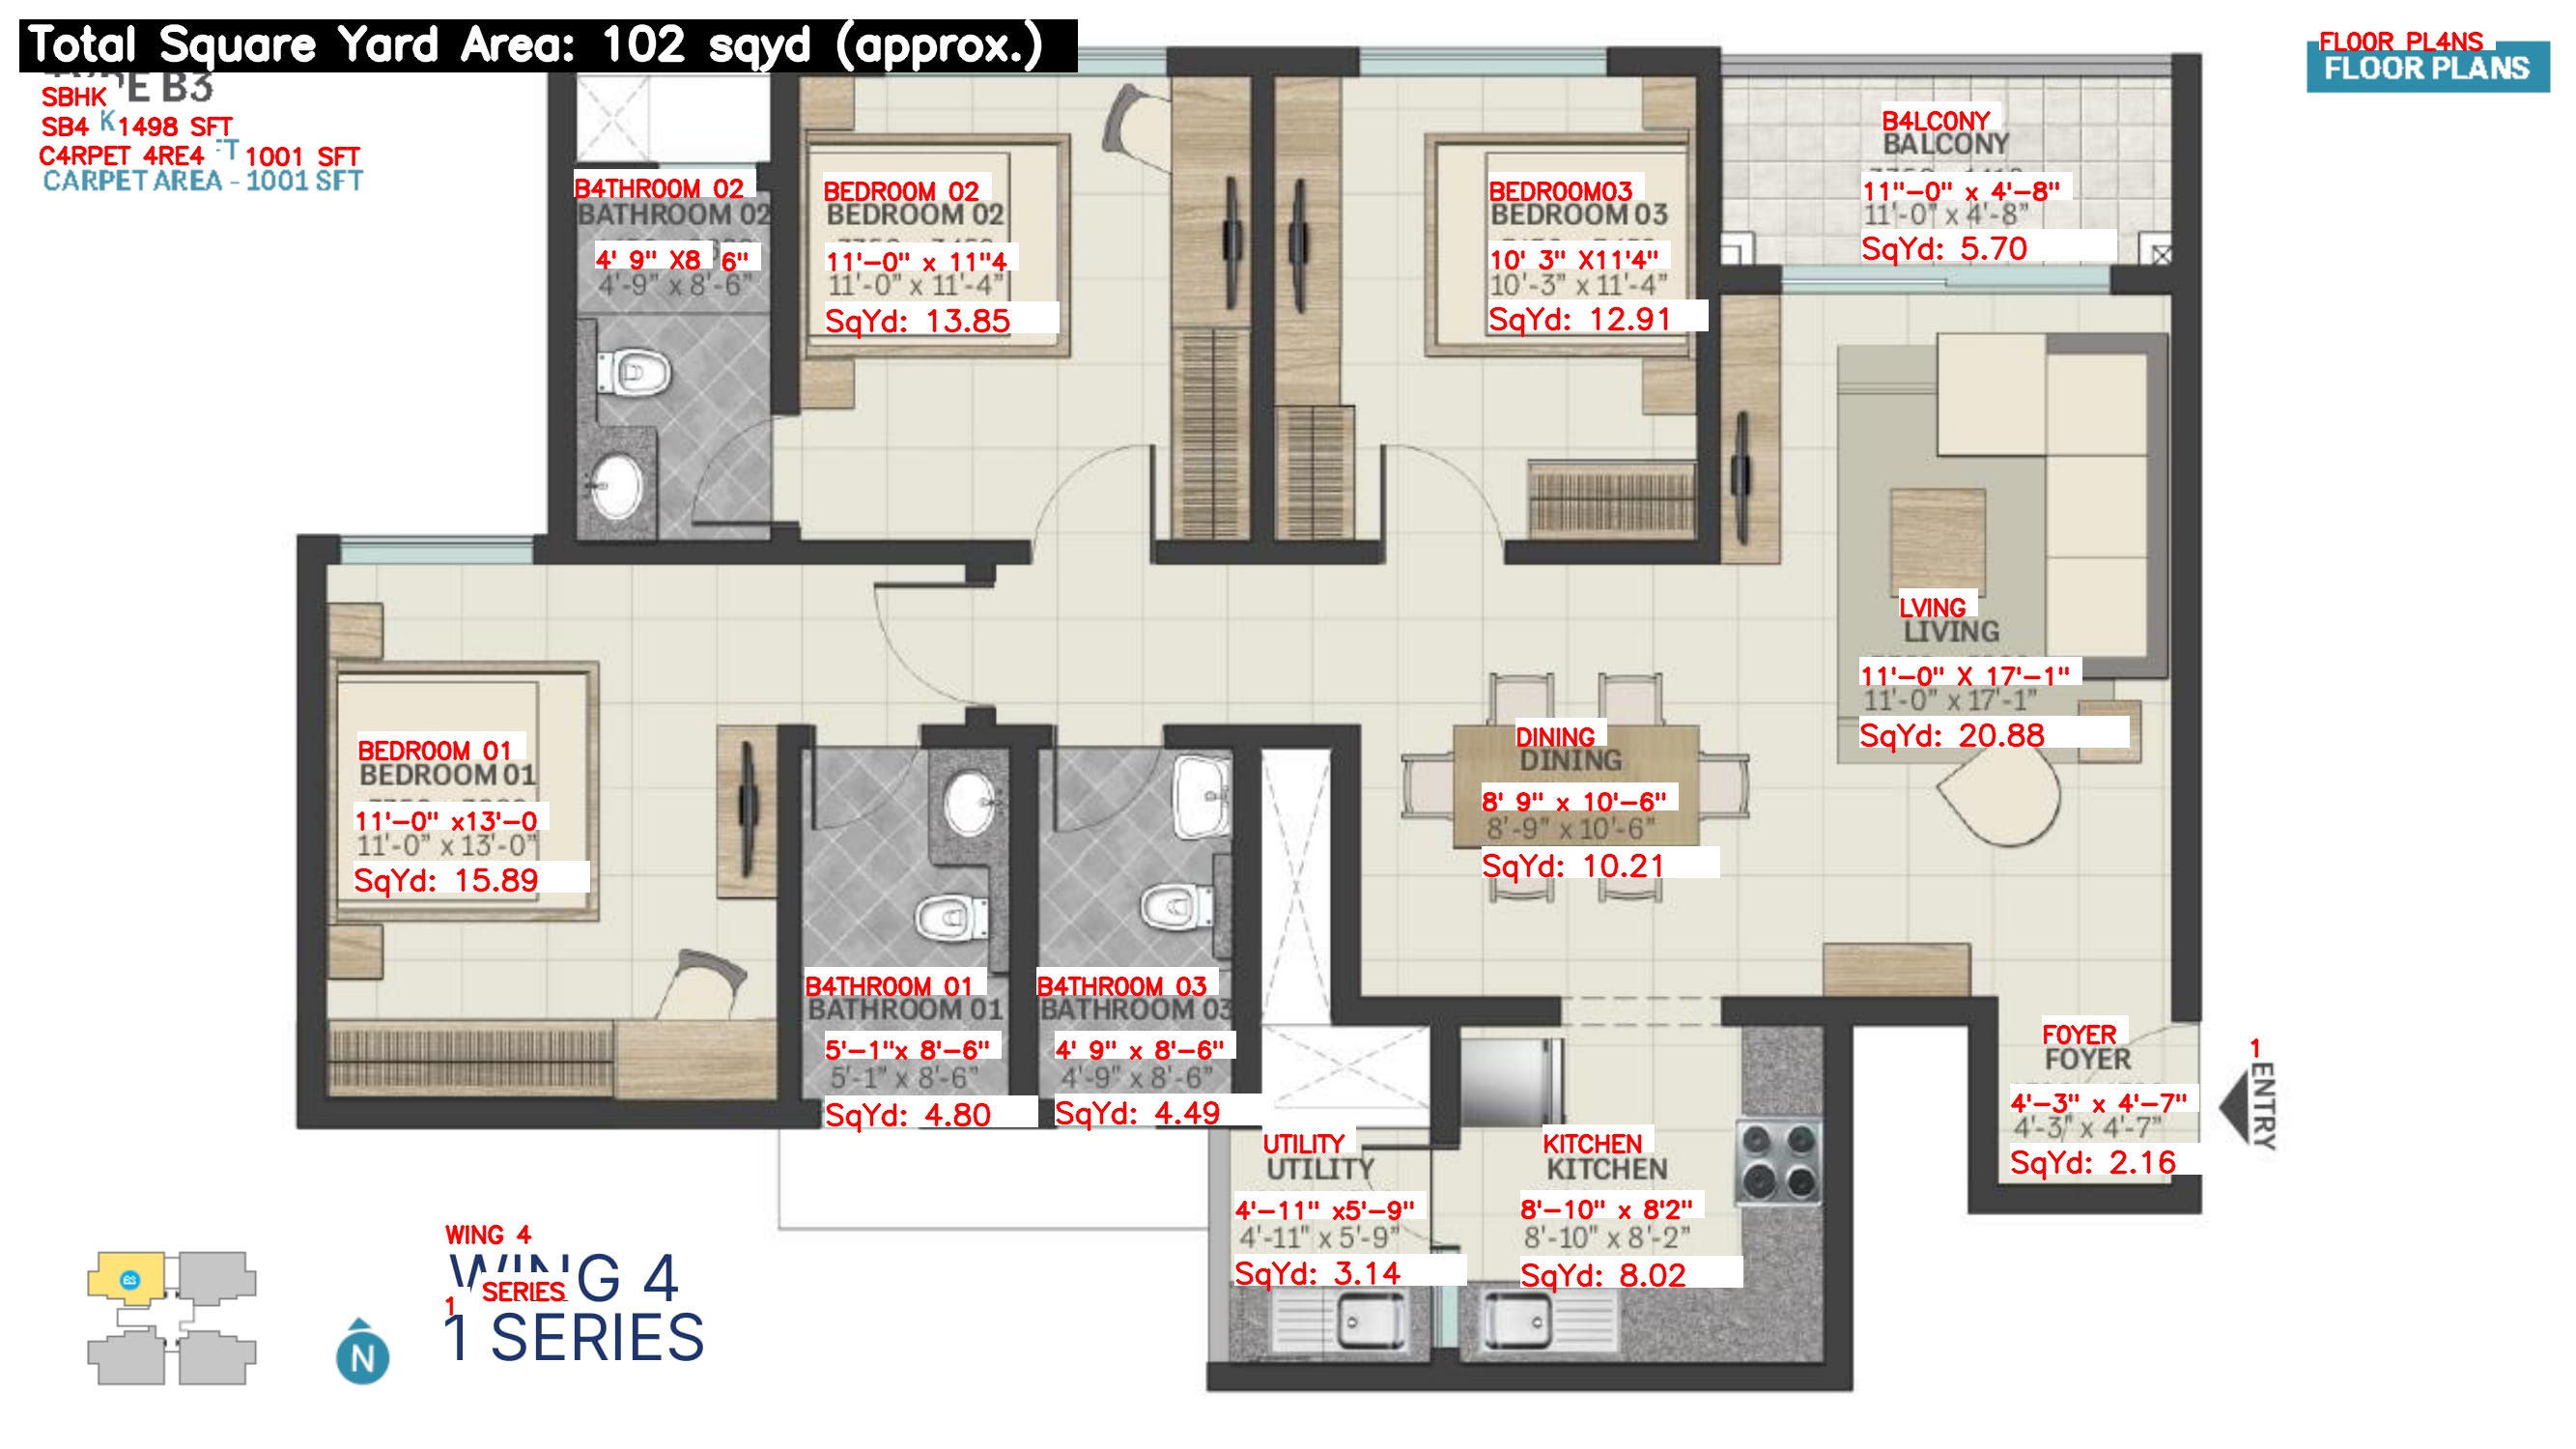 Total Square Yard Area: 102 sqyd (approx.)
FL0OR PL4NS
FLOOR PLANS
E B3
SBHK
SB4 K 1498 SFT
C4RPET 4RE4 T 1001 SFT
CARPET AREA - 1001 SFT
B4THROOM 02
BATHROOM 02
4' 9" X8 6"
4'-9" x 8'-6"
BEDROOM 02
BEDROOM 02
11'-0" x 11"4
11'-0" x 11'-4"
SqYd: 13.85
BEDROOM03
BEDROOM 03
10' 3" X11'4"
10'-3" x 11'-4"
SqYd: 12.91
B4LCONY
BALCONY
11"-0" x 4'-8"
11'-0" x 4'-8"
SqYd: 5.70
LVING
LIVING
11'-0" X 17'-1"
11'-0" x 17'-1"
SqYd: 20.88
DINING
DINING
8' 9" x 10'-6"
8'-9" x 10'-6"
SqYd: 10.21
BEDROOM 01
BEDROOM 01
11'-0" x13'-0
11'-0" x 13'-0"
SqYd: 15.89
B4THROOM 01
BATHROOM 01
5'-1"x 8'-6"
5'-1" x 8'-6"
SqYd: 4.80
B4THROOM 03
BATHROOM 03
4' 9" x 8'-6"
4'-9" x 8'-6"
SqYd: 4.49
FOYER
FOYER
4'-3" x 4'-7"
4'-3" x 4'-7"
SqYd: 2.16
1
ENTRY
UTILITY
UTILITY
4'-11" x5'-9"
4'-11" x 5'-9"
SqYd: 3.14
KITCHEN
KITCHEN
8'-10" x 8'2"
8'-10" x 8'-2"
SqYd: 8.02
WING 4
WING 4
SERIES
1
1 SERIES
B3
N